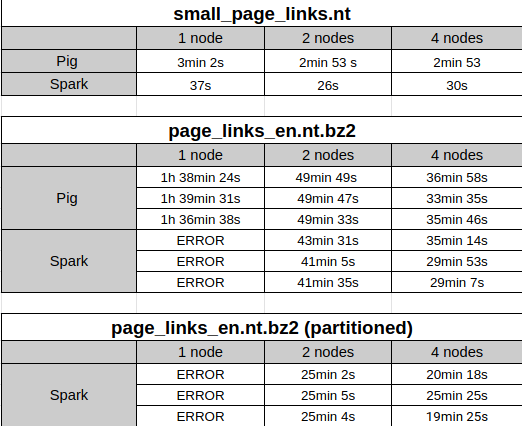 small_page_links.nt
1 node 2 nodes 4 nodes
Pig 3min 2s 2min 53 s 2min 53
Spark 37s 26s 30s
page_links_en.nt.bz2
1 node 2 nodes 4 nodes
Pig
1h 38min 24s 49min 49s 36min 58s
1h 39min 31s 49min 47s 33min 35s
1h 36min 38s 49min 33s 35min 46s
Spark
ERROR 43min 31s 35min 14s
ERROR 41min 5s 29min 53s
ERROR 41min 35s 29min 7s
page_links_en.nt.bz2 (partitioned)
1 node 2 nodes 4 nodes
Spark
ERROR 25min 2s 20min 18s
ERROR 25min 5s 25min 25s
ERROR 25min 4s 19min 25s